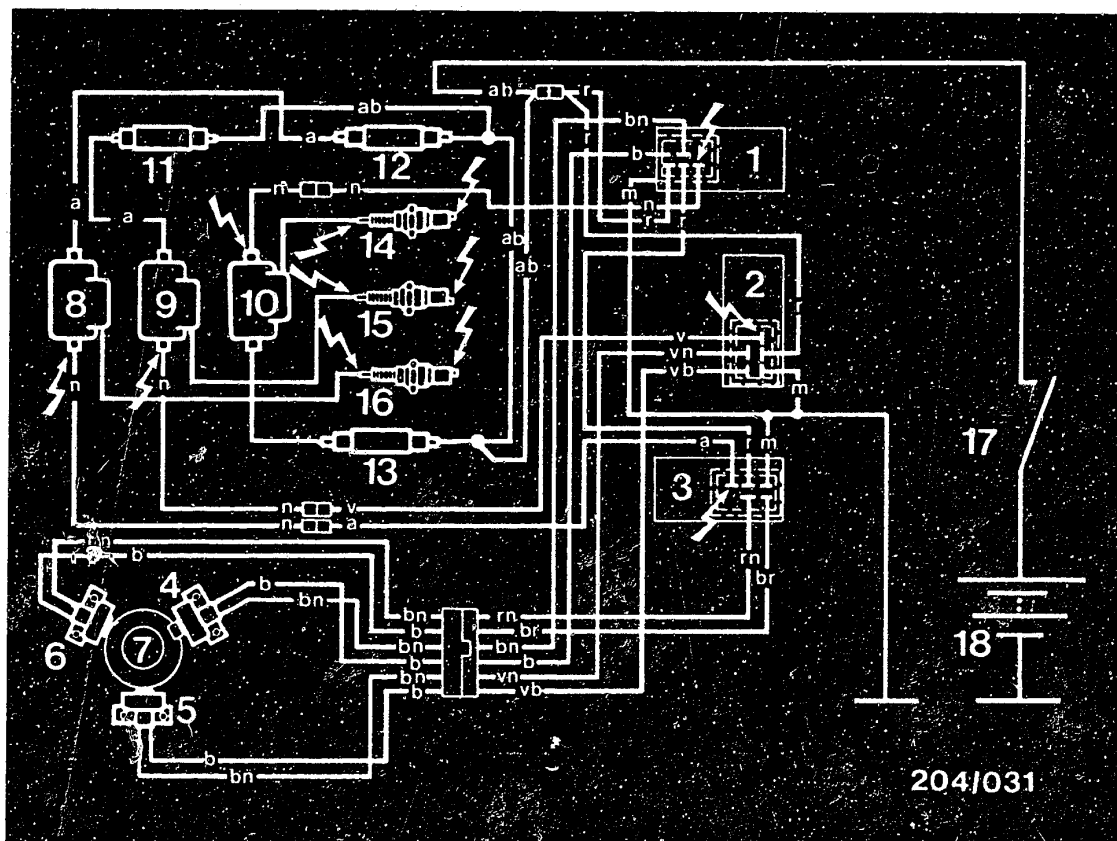 ab r
bn
ab
11 a 12 r b 1
m
n n n
r r
a a 14 ab
ab
8 9 10 15 2
r
v
vn
vb
n n 16 m
13 a r m 17
3
n v
n a
rn
br
bn
b
4 b
bn
6 7 bn rn
b br
bn bn
b b
bn vn
b vb
18
5
b
bn
204/031